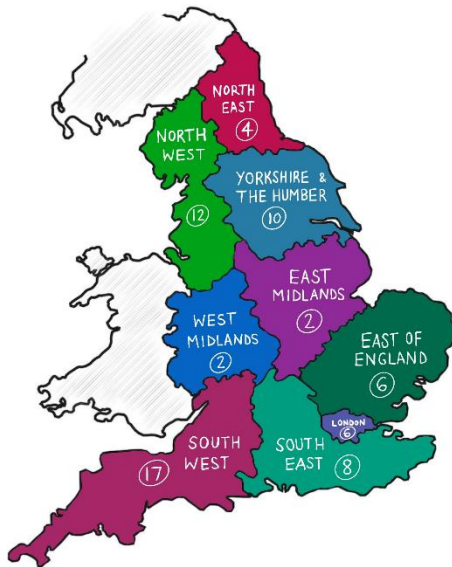 NORTH
EAST
4
NORTH
WEST
12
YORKSHIRE &
THE HUMBER
10
EAST
MIDLANDS
2
WEST
MIDLANDS
2
EAST OF
ENGLAND
6
LONDON
6
SOUTH
WEST
17
SOUTH
EAST
8